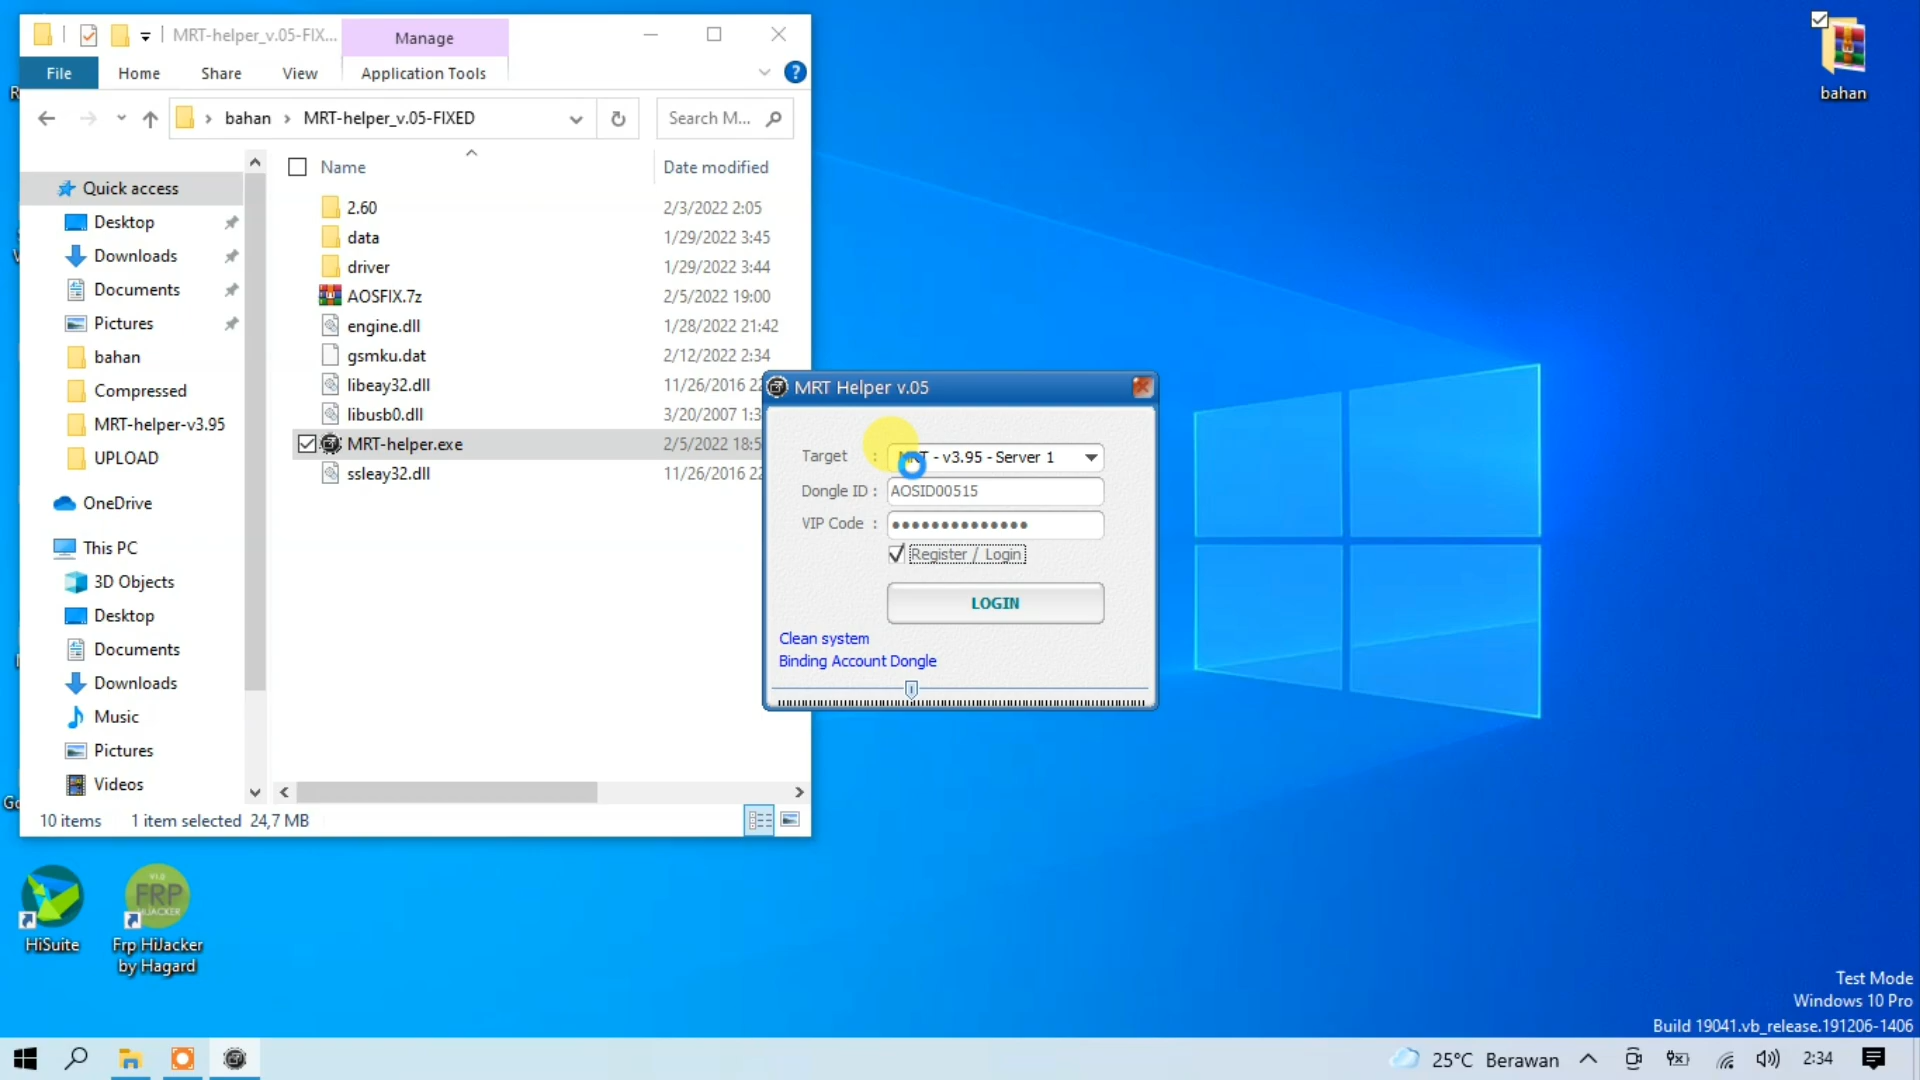 MRT-helper_v.05-FIX...
Manage
File
Home
Share
View
Application Tools
bahan
MRT-helper_v.05-FIXED
Search M...
Name
Date modified
Quick access
Desktop
Downloads
Documents
Pictures
bahan
Compressed
MRT-helper-v3.95
UPLOAD
OneDrive
This PC
3D Objects
Desktop
Documents
Downloads
Music
Pictures
Videos
2.60
2/3/2022 2:05
data
1/29/2022 3:45
driver
1/29/2022 3:44
AOSFIX.7z
2/5/2022 19:00
engine.dll
1/28/2022 21:42
gsmku.dat
2/12/2022 2:34
libeay32.dll
11/26/2016 22
libusb0.dll
3/20/2007 1:3
MRT-helper.exe
2/5/2022 18:5
ssleay32.dll
11/26/2016 22
10 items
1 item selected 24,7 MB
MRT Helper v.05
Target : MRT - v3.95 - Server 1
Dongle ID : AOSID00515
VIP Code : ●●●●●●●●●●●●●●
Register / Login
LOGIN
Clean system
Binding Account Dongle
bahan
HiSuite
V1.0
FRP
HIJACKER
Frp HiJacker
by Hagard
Test Mode
Windows 10 Pro
Build 19041.vb_release.191206-1406
25°C Berawan
2:34